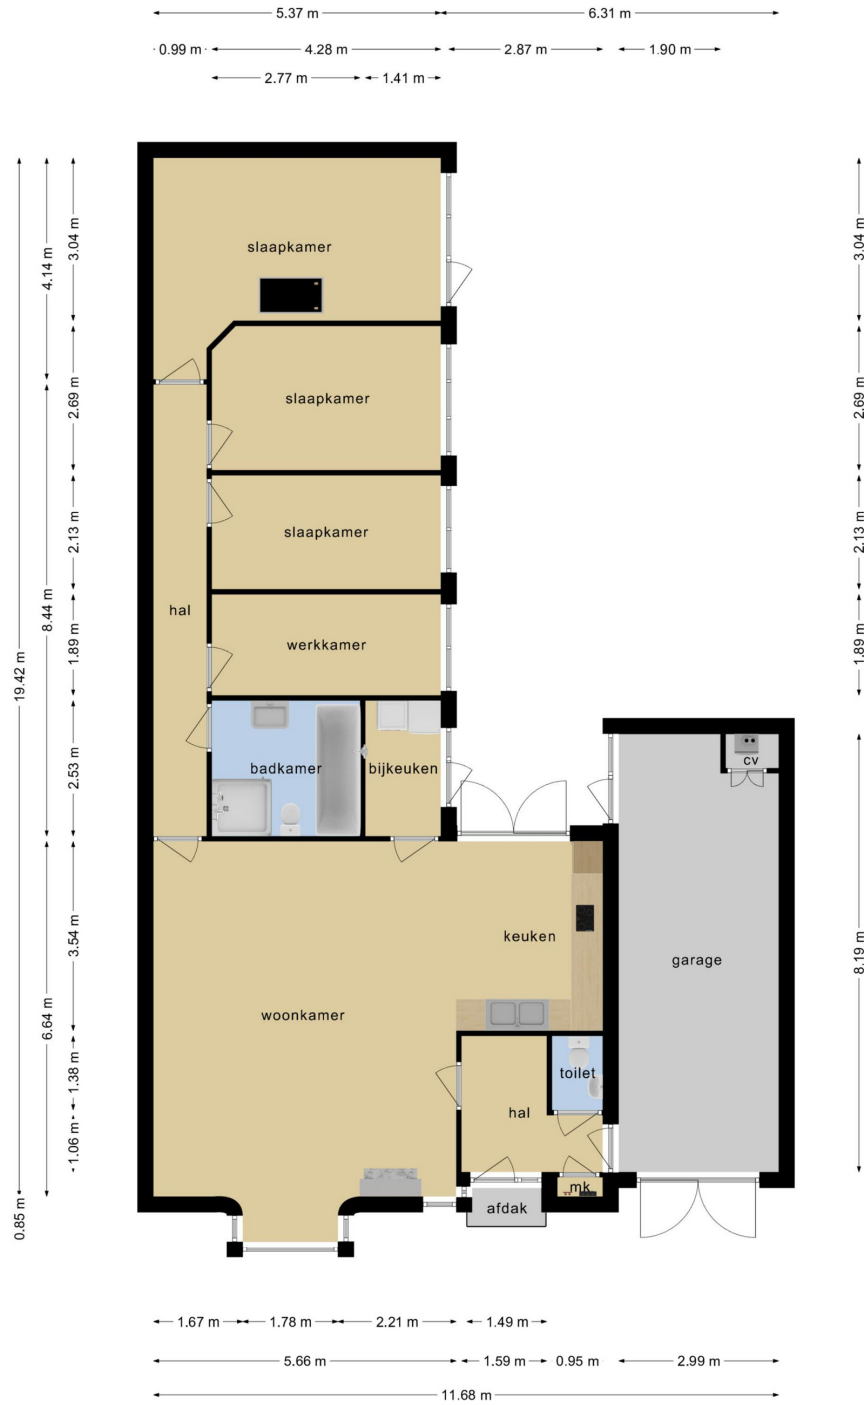 5.37 m
6.31 m
0.99 m
4.28 m
2.87 m
1.90 m
2.77 m
1.41 m
19.42 m
0.85 m
4.14 m
8.44 m
6.64 m
3.04 m
2.69 m
2.13 m
1.89 m
2.53 m
3.54 m
1.38 m
1.06 m
slaapkamer
slaapkamer
slaapkamer
hal
werkkamer
badkamer
bijkeuken
cv
keuken
garage
woonkamer
toilet
hal
mk
afdak
3.04 m
2.69 m
2.13 m
1.89 m
8.19 m
1.67 m
1.78 m
2.21 m
1.49 m
5.66 m
1.59 m
0.95 m
2.99 m
11.68 m